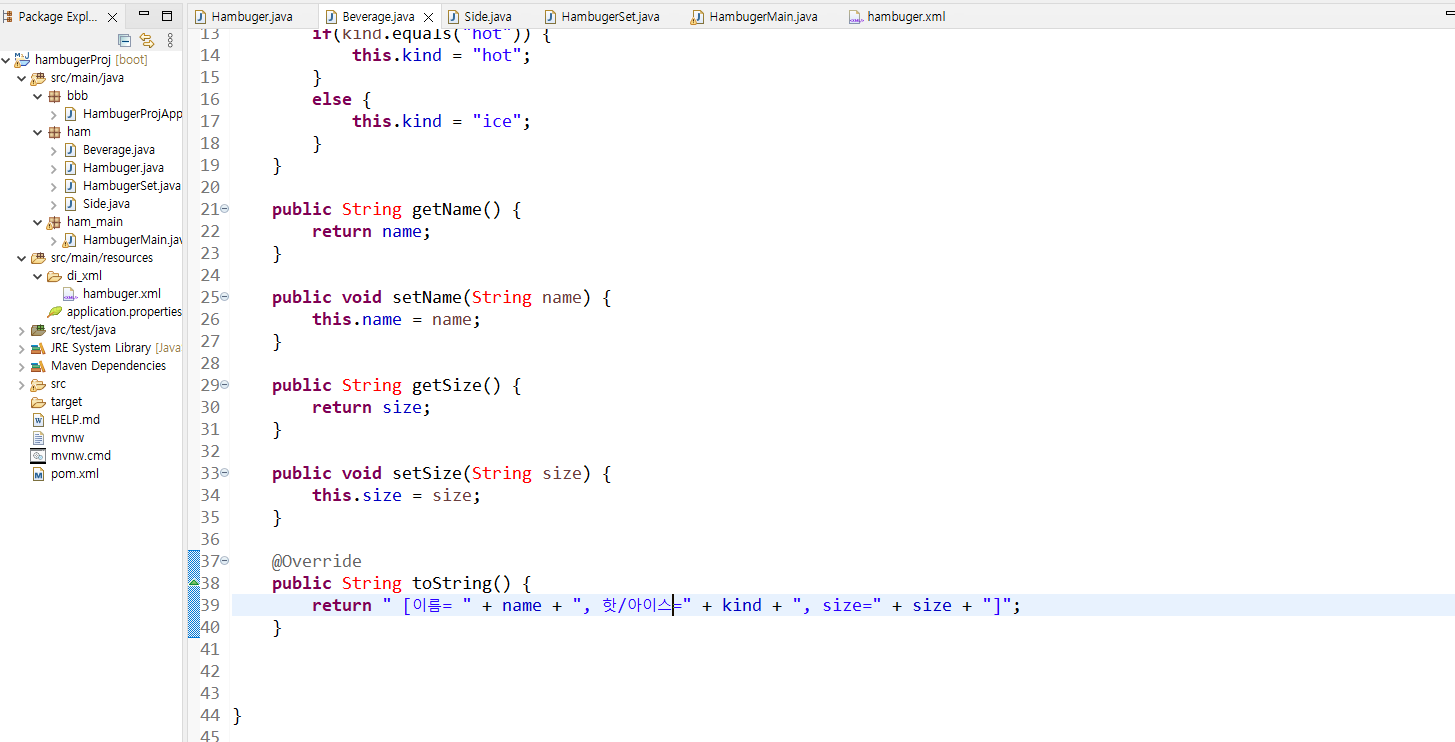 Package Expl...
Hambuger.java
Beverage.java
Side.java
HambugerSet.java
HambugerMain.java
hambuger.xml
hambugerProj [boot]
src/main/java
bbb
HambugerProjApp
ham
Beverage.java
Hambuger.java
HambugerSet.java
Side.java
ham_main
HambugerMain.jav
src/main/resources
di_xml
hambuger.xml
application.properties
src/test/java
JRE System Library [Java
Maven Dependencies
src
target
HELP.md
mvnw
mvnw.cmd
pom.xml
13 if(kind.equals("hot")) {
14 this.kind = "hot";
15 }
16 else {
17 this.kind = "ice";
18 }
19 }
20
21 public String getName() {
22 return name;
23 }
24
25 public void setName(String name) {
26 this.name = name;
27 }
28
29 public String getSize() {
30 return size;
31 }
32
33 public void setSize(String size) {
34 this.size = size;
35 }
36
37 @Override
38 public String toString() {
39 return " [이름= " + name + ", 핫/아이스=" + kind + ", size=" + size + "]";
40 }
41
42
43
44 }
45